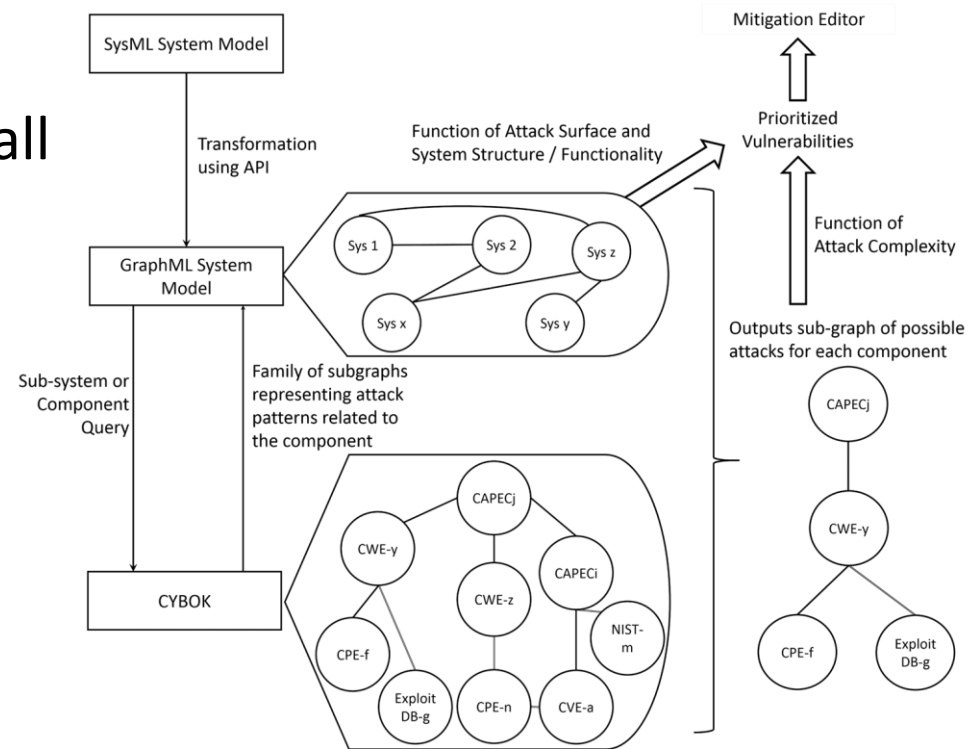 all
SysML System Model
Transformation
using API
GraphML System
Model
Sub-system or
Component
Query
Family of subgraphs
representing attack
patterns related to
the component
CYBOK
Function of Attack Surface and
System Structure / Functionality
Sys 1
Sys 2
Sys z
Sys x
Sys y
CAPECj
CWE-y
CWE-z
CAPECi
CPE-f
Exploit
DB-g
CPE-n
CVE-a
NIST-
m
Mitigation Editor
Prioritized
Vulnerabilities
Function of
Attack Complexity
Outputs sub-graph of possible
attacks for each component
CAPECj
CWE-y
CPE-f
Exploit
DB-g